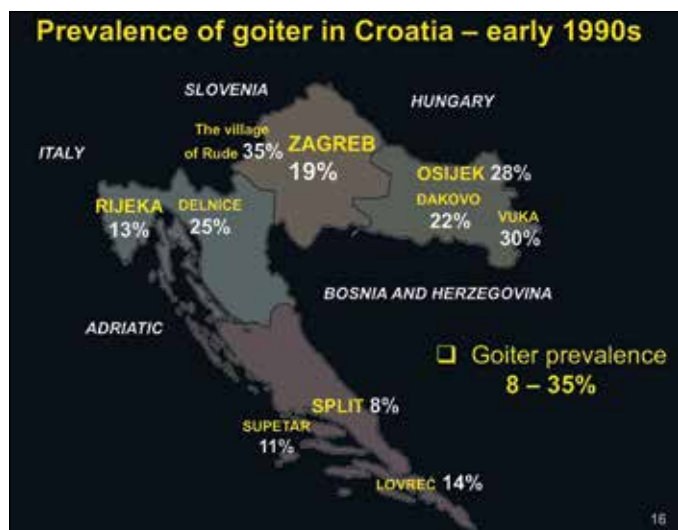 Prevalence of goiter in Croatia – early 1990s
SLOVENIA
HUNGARY
ITALY
The village
of Rude 35%
ZAGREB
19%
OSIJEK 28%
ĐAKOVO
22%
VUKA
30%
RIJEKA
13%
DELNICE
25%
BOSNIA AND HERZEGOVINA
ADRIATIC
❑ Goiter prevalence
8 – 35%
SPLIT 8%
SUPETAR
11%
LOVREĆ 14%
16